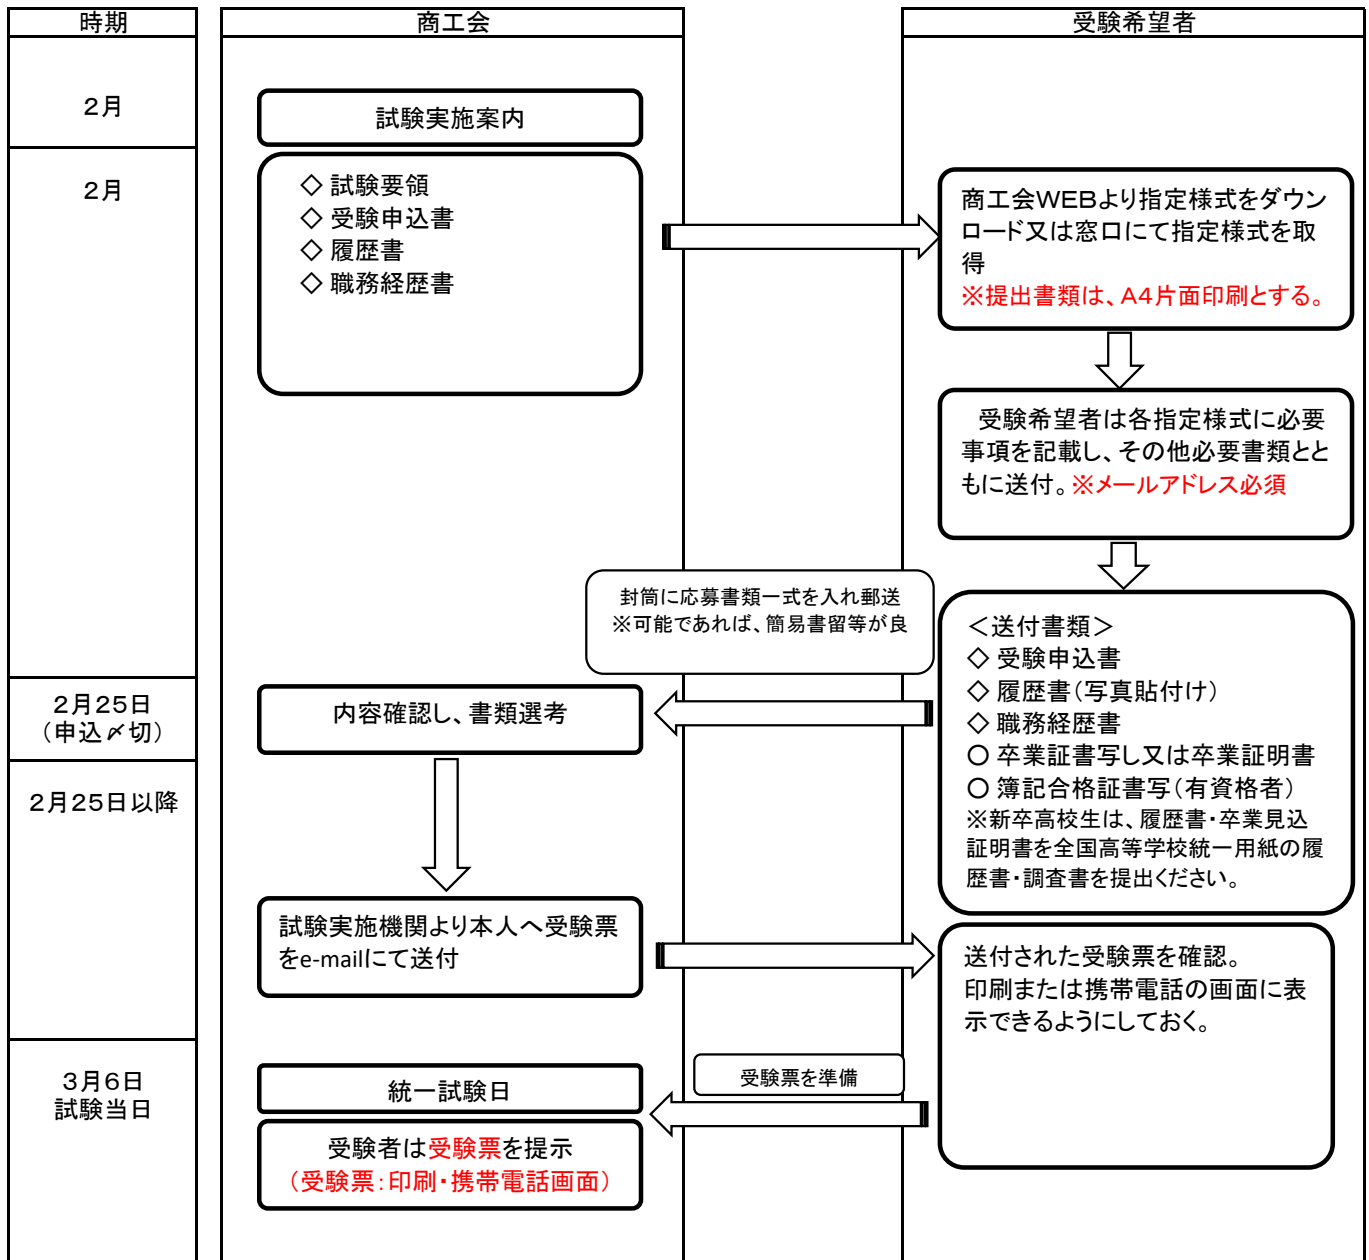 時期
商工会
受験希望者
2月
試験実施案内
2月
◇ 試験要領
◇ 受験申込書
◇ 履歴書
◇ 職務経歴書
商工会WEBより指定様式をダウン
ロード又は窓口にて指定様式を取
得
※提出書類は、A4片面印刷とする。
受験希望者は各指定様式に必要
事項を記載し、その他必要書類とと
もに送付。※メールアドレス必須
封筒に応募書類一式を入れ郵送
※可能であれば、簡易書留等が良
＜送付書類＞
◇ 受験申込書
◇ 履歴書(写真貼付け)
◇ 職務経歴書
○ 卒業証書写し又は卒業証明書
○ 簿記合格証書写(有資格者)
※新卒高校生は、履歴書・卒業見込
証明書を全国高等学校統一用紙の履
歴書・調査書を提出ください。
2月25日
(申込〆切)
内容確認し、書類選考
2月25日以降
試験実施機関より本人へ受験票
をe-mailにて送付
送付された受験票を確認。
印刷または携帯電話の画面に表
示できるようにしておく。
3月6日
試験当日
受験票を準備
統一試験日
受験者は受験票を提示
(受験票：印刷・携帯電話画面)